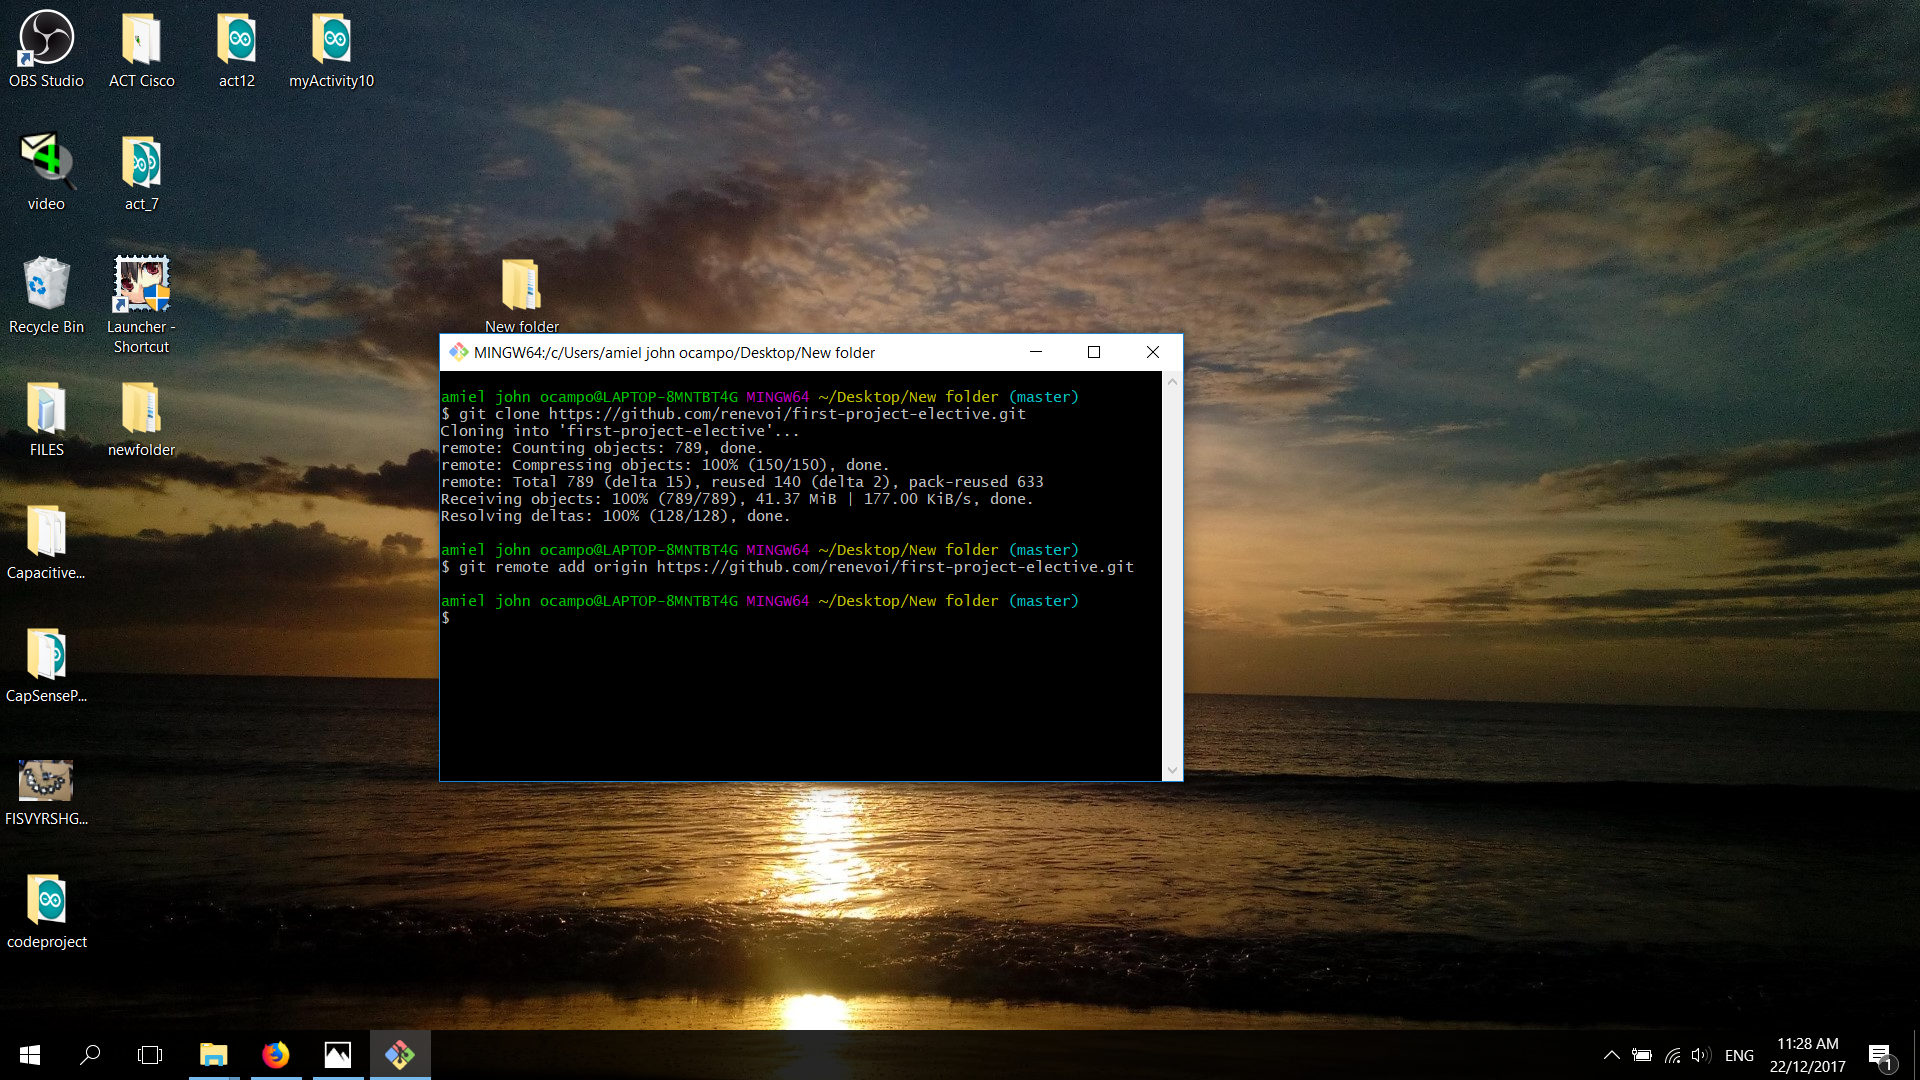 OBS Studio
ACT Cisco
act12
myActivity10
video
act_7
Recycle Bin
Launcher -
Shortcut
New folder
FILES
newfolder
Capacitive...
CapSenseP...
FISVYRSHG...
codeproject
MINGW64:/c/Users/amiel john ocampo/Desktop/New folder
amiel john ocampo@LAPTOP-8MNTBT4G MINGW64 ~/Desktop/New folder (master)
$ git clone https://github.com/renevoi/first-project-elective.git
Cloning into 'first-project-elective'...
remote: Counting objects: 789, done.
remote: Compressing objects: 100% (150/150), done.
remote: Total 789 (delta 15), reused 140 (delta 2), pack-reused 633
Receiving objects: 100% (789/789), 41.37 MiB | 177.00 KiB/s, done.
Resolving deltas: 100% (128/128), done.
amiel john ocampo@LAPTOP-8MNTBT4G MINGW64 ~/Desktop/New folder (master)
$ git remote add origin https://github.com/renevoi/first-project-elective.git
amiel john ocampo@LAPTOP-8MNTBT4G MINGW64 ~/Desktop/New folder (master)
$
ENG
11:28 AM
22/12/2017
1